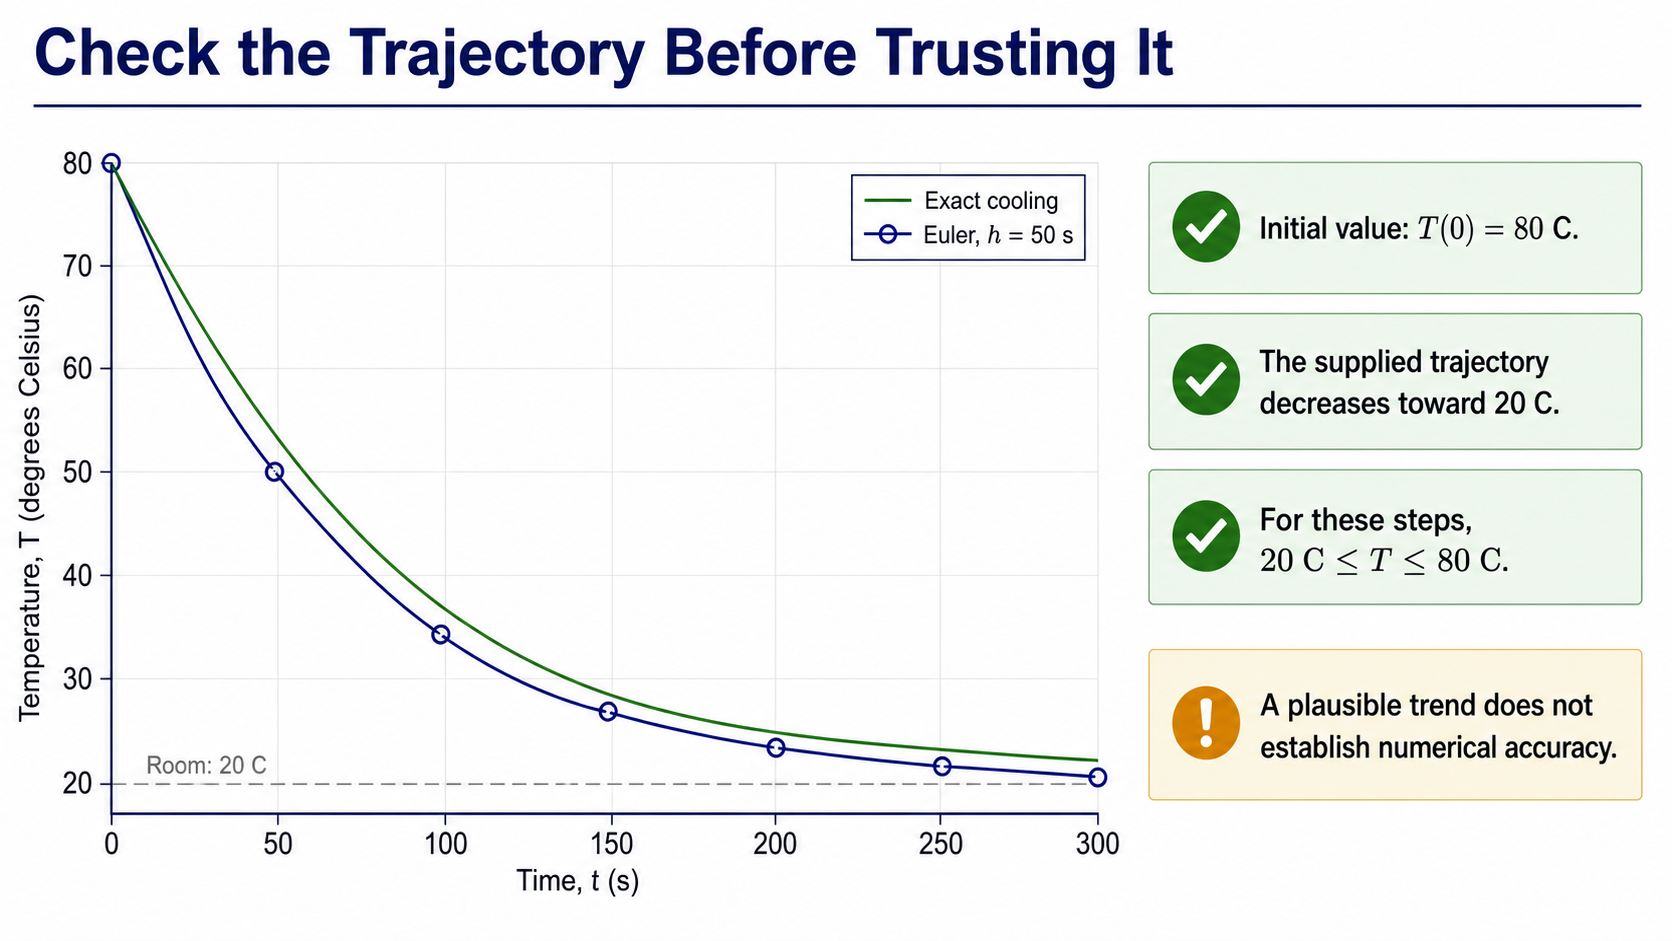 Check the Trajectory Before Trusting It
80
70
60
50
40
30
20
Temperature, T (degrees Celsius)
Exact cooling
Euler, h = 50 s
Room: 20 C
0 50 100 150 200 250 300
Time, t (s)
Initial value: T(0) = 80 C.
The supplied trajectory
decreases toward 20 C.
For these steps,
20 C ≤ T ≤ 80 C.
A plausible trend does not
establish numerical accuracy.